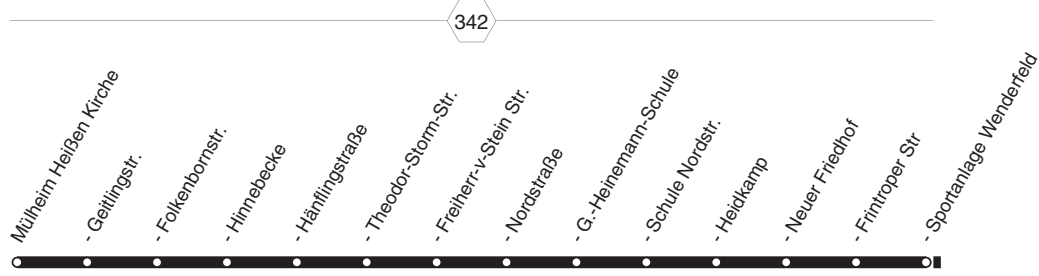 342
Mülheim Heißen Kirche
- Geitlingstr.
- Folkenbornstr.
- Hinnebecke
- Hänflingstraße
- Theodor-Storm-Str.
- Freiherr-v-Stein Str.
- Nordstraße
- G.-Heinemann-Schule
- Schule Nordstr.
- Heidkamp
- Neuer Friedhof
- Frintroper Str
- Sportanlage Wenderfeld